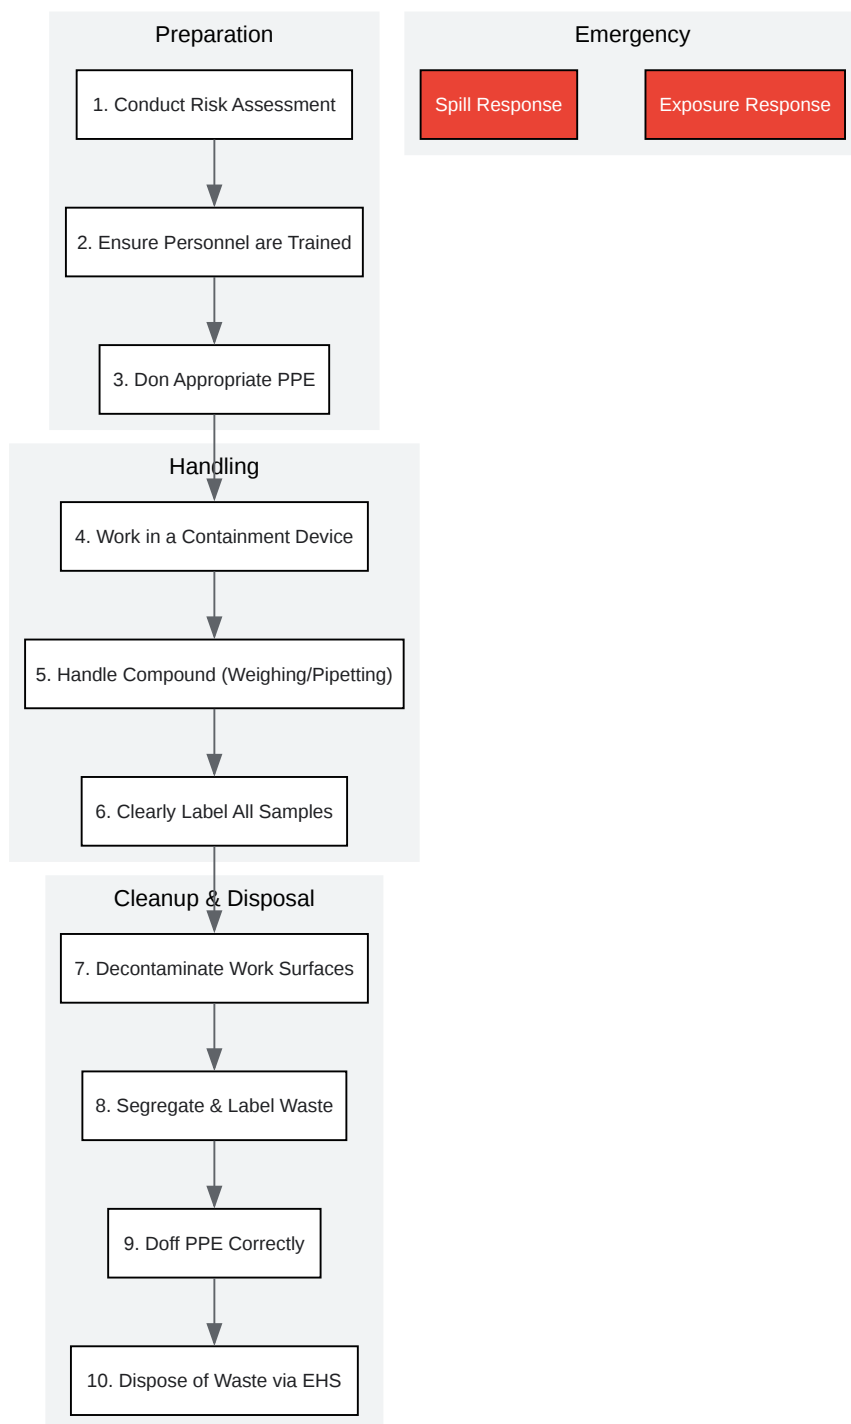 Preparation
1. Conduct Risk Assessment
2. Ensure Personnel are Trained
3. Don Appropriate PPE
Handling
4. Work in a Containment Device
5. Handle Compound (Weighing/Pipetting)
6. Clearly Label All Samples
Cleanup & Disposal
7. Decontaminate Work Surfaces
8. Segregate & Label Waste
9. Doff PPE Correctly
10. Dispose of Waste via EHS
Emergency
Spill Response
Exposure Response